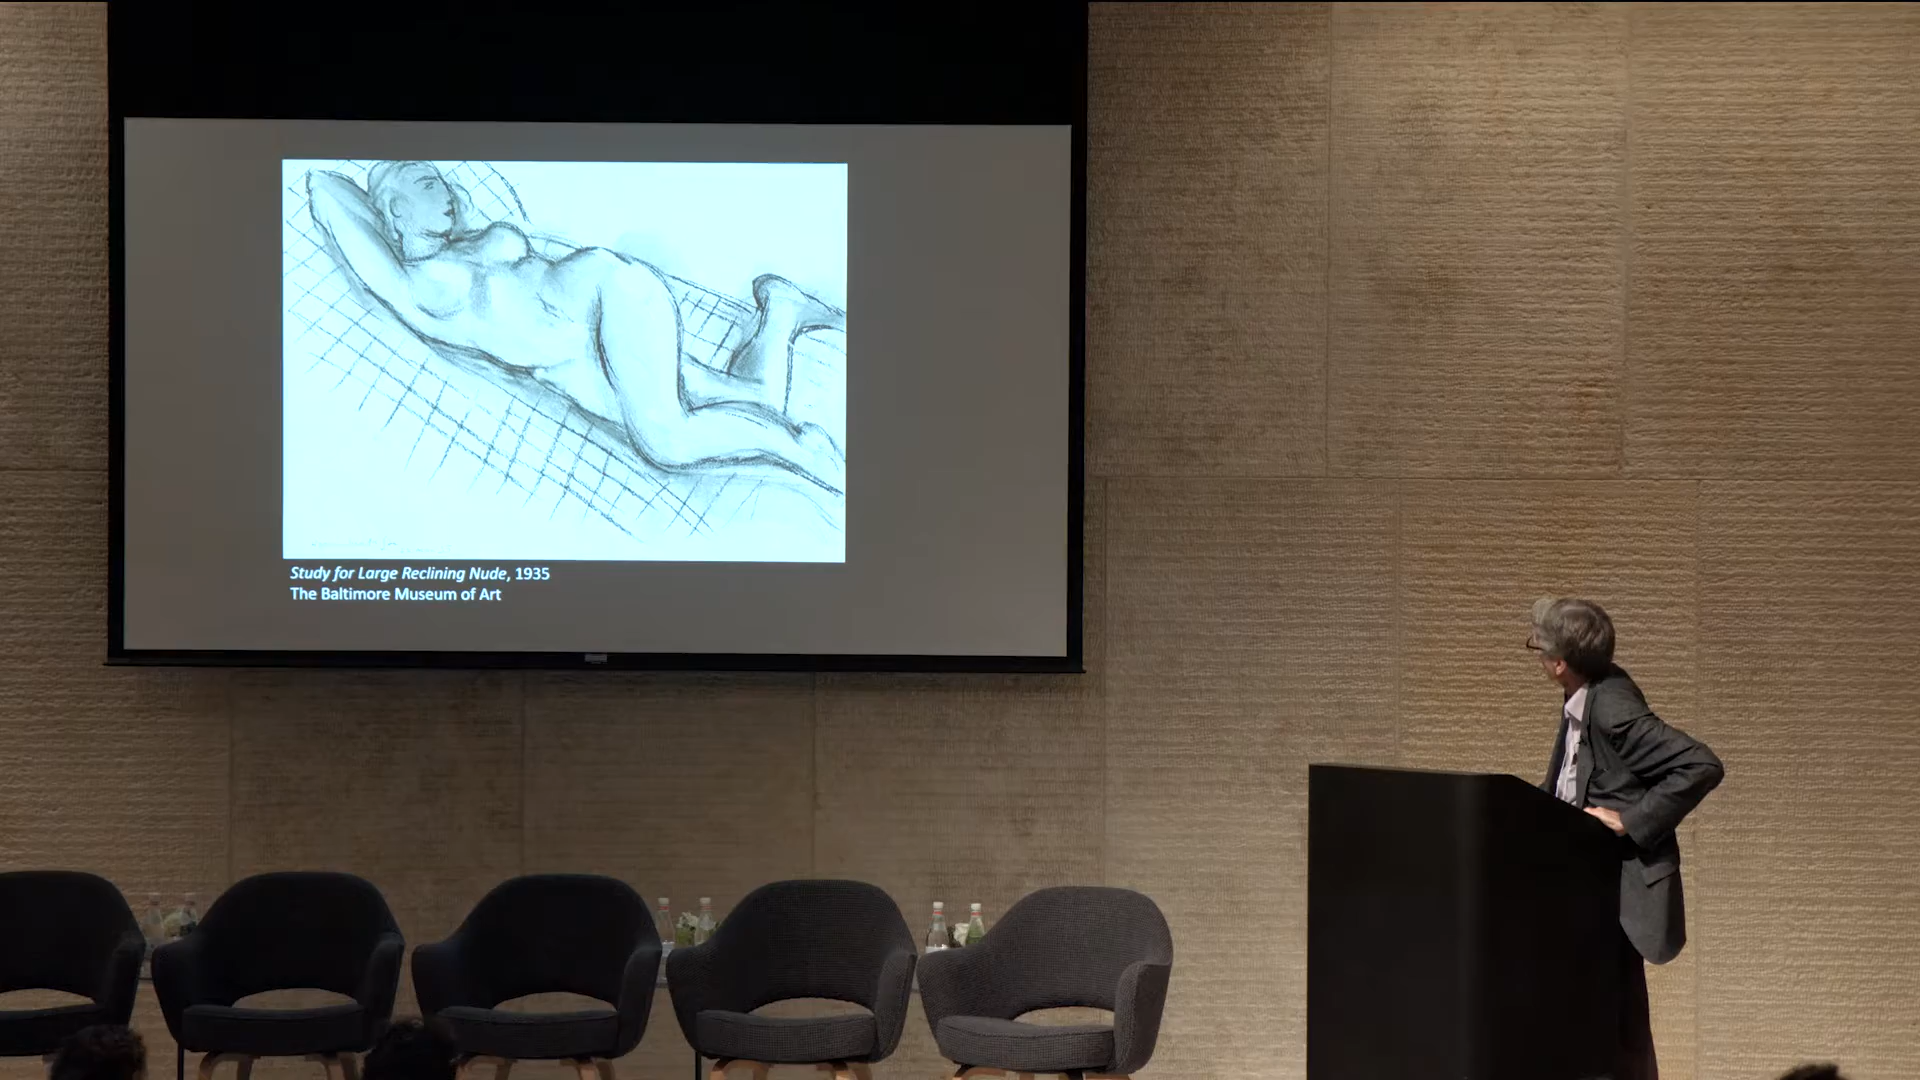 Study for Large Reclining Nude, 1935
The Baltimore Museum of Art